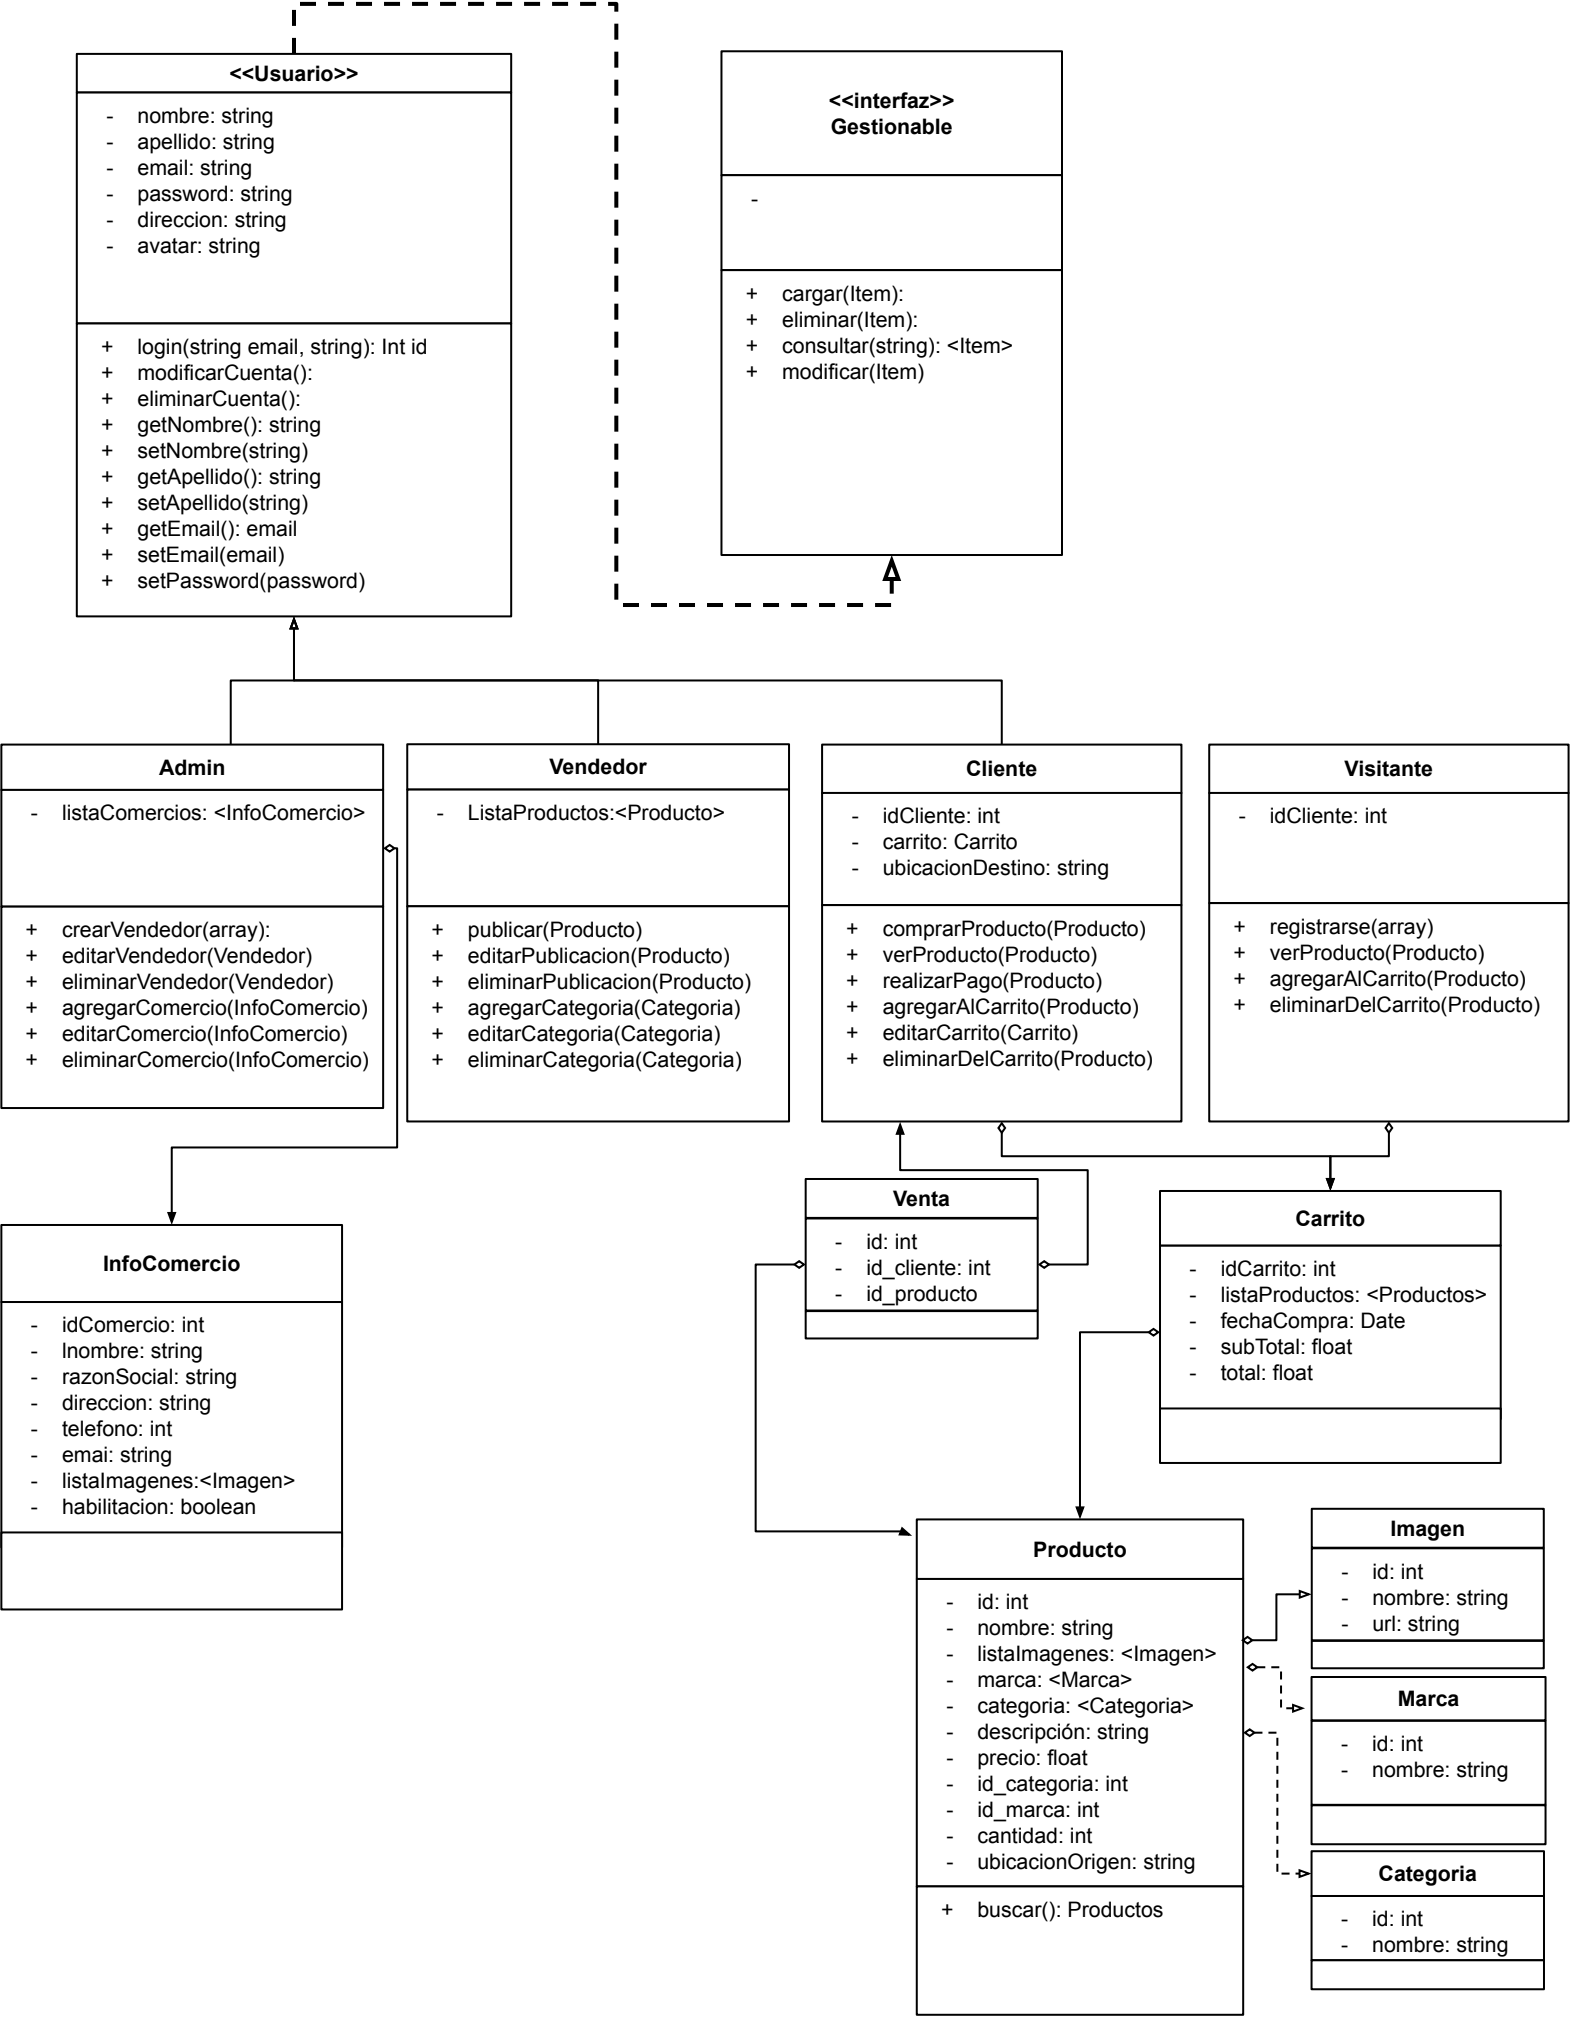 <<Usuario>>
- nombre: string
- apellido: string
- email: string
- password: string
- direccion: string
- avatar: string
+ login(string email, string): Int id
+ modificarCuenta():
+ eliminarCuenta():
+ getNombre(): string
+ setNombre(string)
+ getApellido(): string
+ setApellido(string)
+ getEmail(): email
+ setEmail(email)
+ setPassword(password)
<<interfaz>>
Gestionable
-
+ cargar(Item):
+ eliminar(Item):
+ consultar(string): <Item>
+ modificar(Item)
Admin
- listaComercios: <InfoComercio>
+ crearVendedor(array):
+ editarVendedor(Vendedor)
+ eliminarVendedor(Vendedor)
+ agregarComercio(InfoComercio)
+ editarComercio(InfoComercio)
+ eliminarComercio(InfoComercio)
Vendedor
- ListaProductos:<Producto>
+ publicar(Producto)
+ editarPublicacion(Producto)
+ eliminarPublicacion(Producto)
+ agregarCategoria(Categoria)
+ editarCategoria(Categoria)
+ eliminarCategoria(Categoria)
Cliente
- idCliente: int
- carrito: Carrito
- ubicacionDestino: string
+ comprarProducto(Producto)
+ verProducto(Producto)
+ realizarPago(Producto)
+ agregarAlCarrito(Producto)
+ editarCarrito(Carrito)
+ eliminarDelCarrito(Producto)
Visitante
- idCliente: int
+ registrarse(array)
+ verProducto(Producto)
+ agregarAlCarrito(Producto)
+ eliminarDelCarrito(Producto)
InfoComercio
- idComercio: int
- lnombre: string
- razonSocial: string
- direccion: string
- telefono: int
- emai: string
- listaImagenes:<Imagen>
- habilitacion: boolean
Venta
- id: int
- id_cliente: int
- id_producto
Carrito
- idCarrito: int
- listaProductos: <Productos>
- fechaCompra: Date
- subTotal: float
- total: float
Producto
- id: int
- nombre: string
- listaImagenes: <Imagen>
- marca: <Marca>
- categoria: <Categoria>
- descripción: string
- precio: float
- id_categoria: int
- id_marca: int
- cantidad: int
- ubicacionOrigen: string
+ buscar(): Productos
Imagen
- id: int
- nombre: string
- url: string
Marca
- id: int
- nombre: string
Categoria
- id: int
- nombre: string